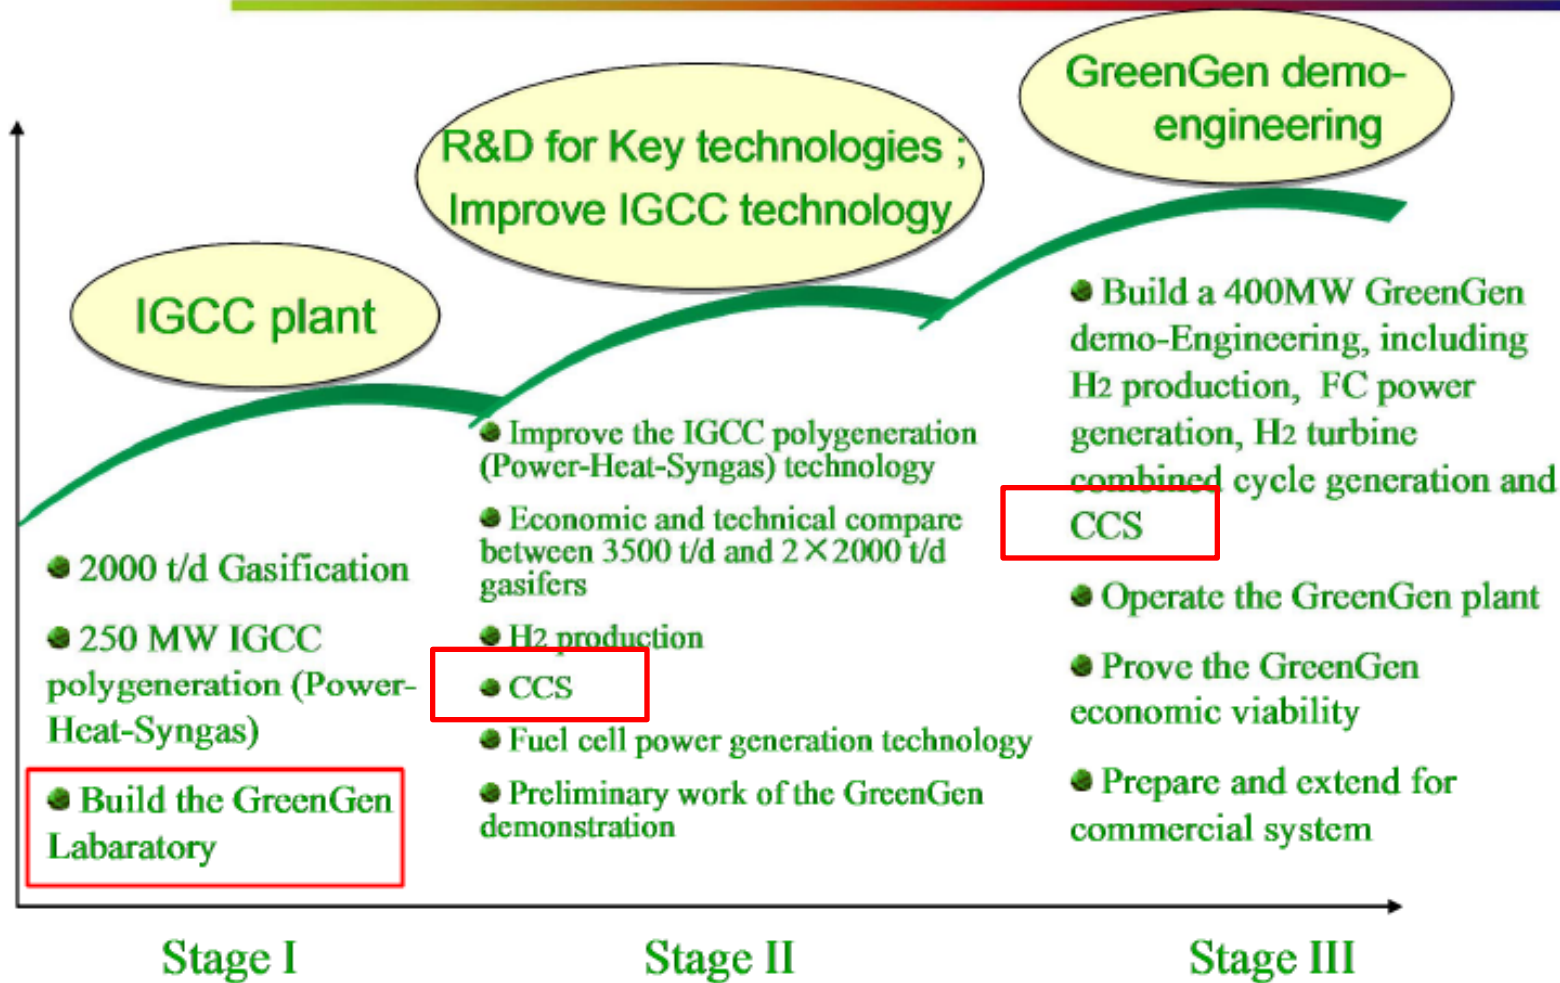 IGCC plant
R&D for Key technologies ;
Improve IGCC technology
GreenGen demo-
engineering
2000 t/d Gasification
250 MW IGCC
polygeneration (Power-
Heat-Syngas)
Build the GreenGen
Labaratory
Improve the IGCC polygeneration
(Power-Heat-Syngas) technology
Economic and technical compare
between 3500 t/d and 2×2000 t/d
gasifers
H2 production
CCS
Fuel cell power generation technology
Preliminary work of the GreenGen
demonstration
Build a 400MW GreenGen
demo-Engineering, including
H2 production, FC power
generation, H2 turbine
combined cycle generation and
CCS
Operate the GreenGen plant
Prove the GreenGen
economic viability
Prepare and extend for
commercial system
Stage I
Stage II
Stage III